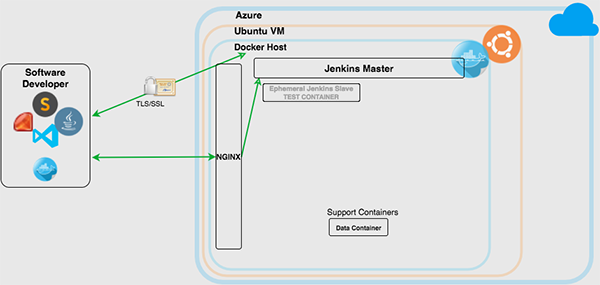 Azure
Ubuntu VM
Docker Host
Jenkins Master
Ephemeral Jenkins Slave
TEST CONTAINER
Software
Developer
S
TLS/SSL
NGINX
Support Containers
Data Container